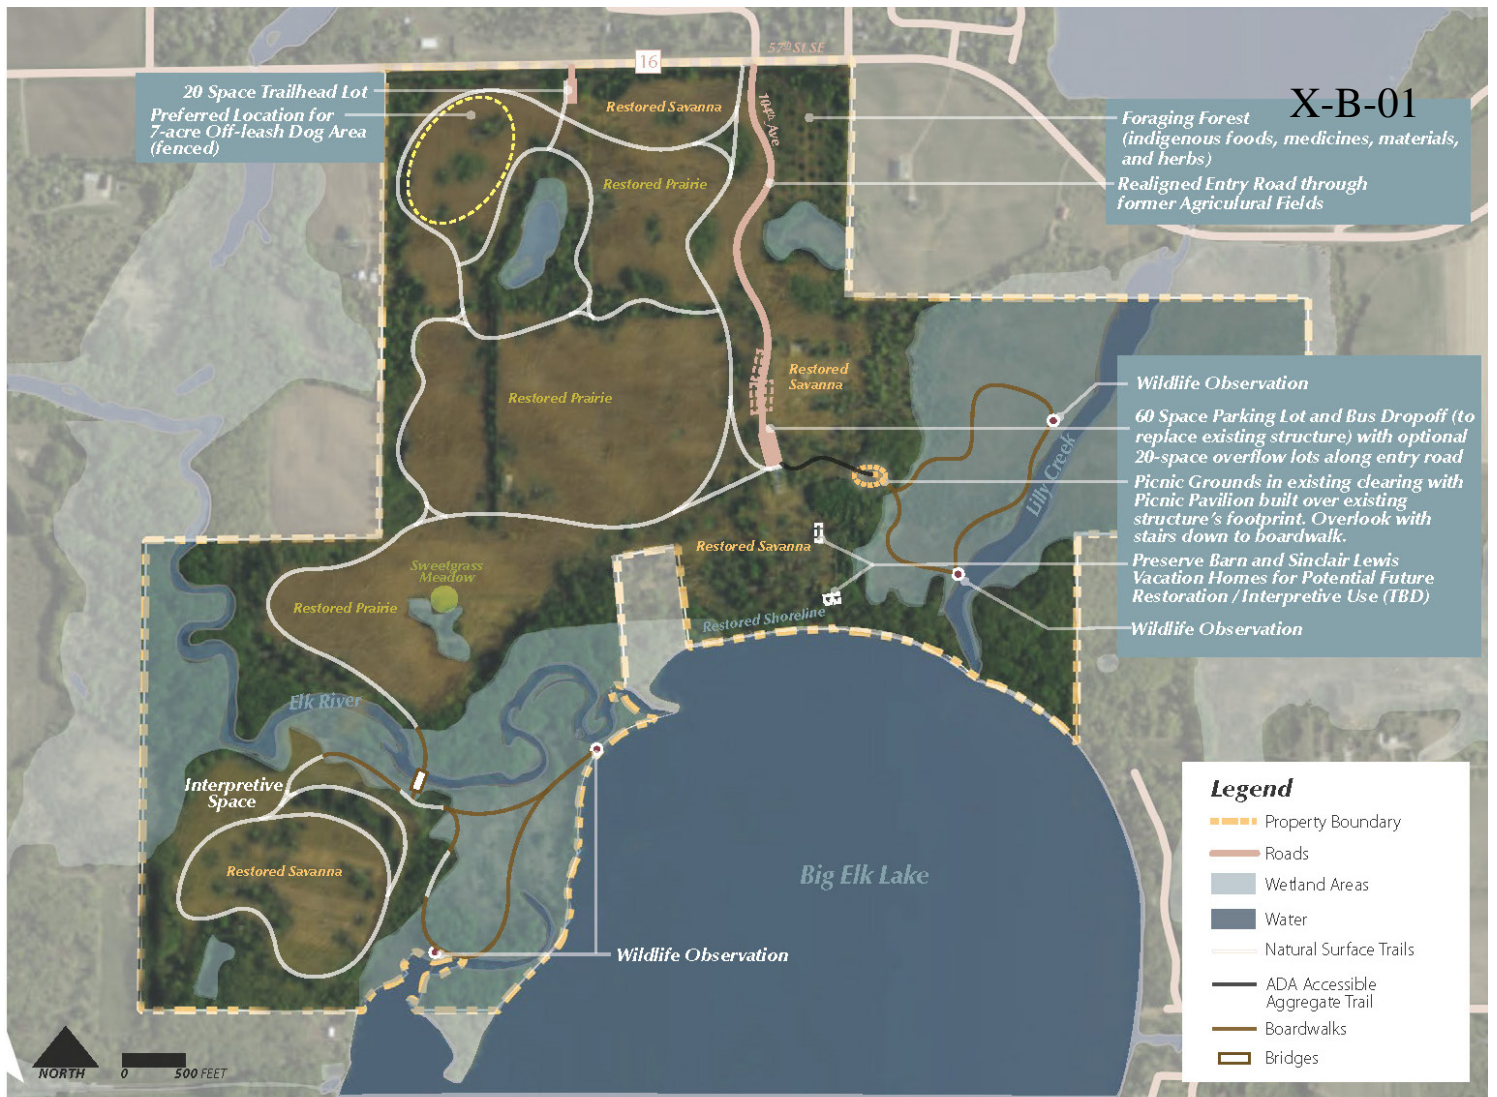 16
57th St SE
X-B-01
20 Space Trailhead Lot
Preferred Location for
7-acre Off-leash Dog Area
(fenced)
Restored Savanna
104th Ave
Foraging Forest
(indigenous foods, medicines, materials,
and herbs)
Realigned Entry Road through
former Agriculural Fields
Restored Prairie
Restored
Savanna
Restored Prairie
Wildlife Observation
60 Space Parking Lot and Bus Dropoff (to
replace existing structure) with optional
20-space overflow lots along entry road
Picnic Grounds in existing clearing with
Picnic Pavilion built over existing
structure's footprint. Overlook with
stairs down to boardwalk.
Preserve Barn and Sinclair Lewis
Vacation Homes for Potential Future
Restoration / Interpretive Use (TBD)
Wildlife Observation
Lilly Creek
Restored Savanna
Sweetgrass
Meadow
Restored Prairie
Restored Shoreline
Elk River
Interpretive
Space
Restored Savanna
Big Elk Lake
Wildlife Observation
Legend
Property Boundary
Roads
Wetland Areas
Water
Natural Surface Trails
ADA Accessible
Aggregate Trail
Boardwalks
Bridges
NORTH
0 500 FEET